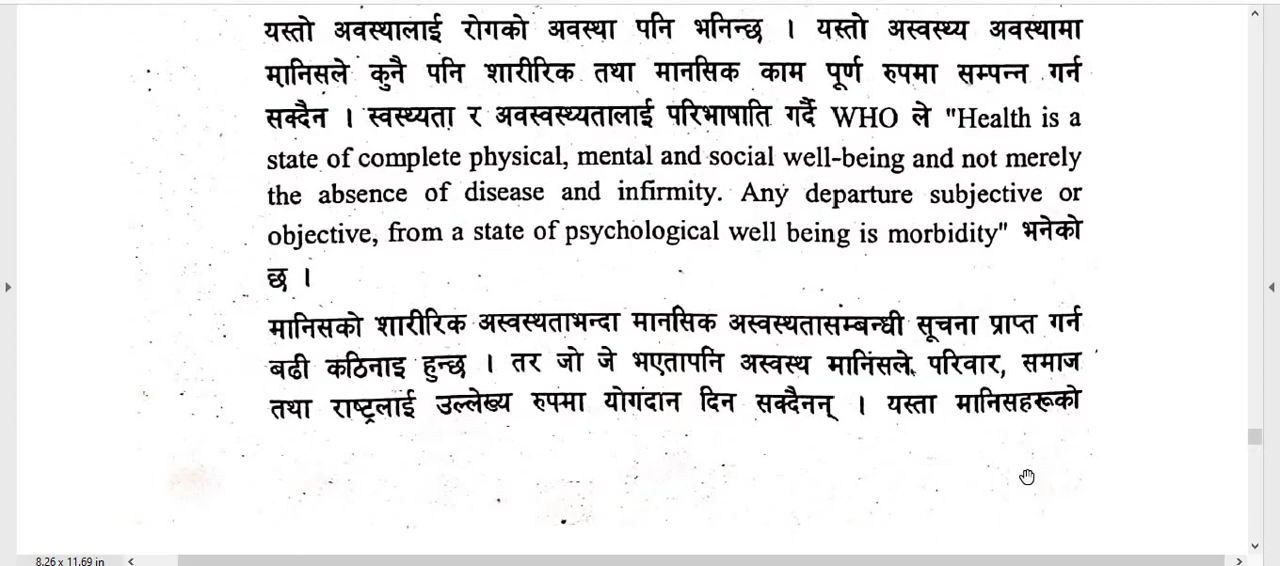 यस्तो अवस्थालाई रोगको अवस्था पनि भनिन्छ । यस्तो अस्वस्थ्य अवस्थामा
मानिसले कुनै पनि शारीरिक तथा मानसिक काम पूर्ण रुपमा सम्पन्न गर्न
सक्दैन । स्वस्थ्यता र अवस्वस्थ्यतालाई परिभाषाति गर्दै WHO ले "Health is a
state of complete physical, mental and social well-being and not merely
the absence of disease and infirmity. Any departure subjective or
objective, from a state of psychological well being is morbidity" भनेको
छ ।
मानिसको शारीरिक अस्वस्थताभन्दा मानसिक अस्वस्थतासंम्बन्धी सूचना प्राप्त गर्न
बढी कठिनाइ हुन्छ । तर जो जे भएतापनि अस्वस्थ मानिसले परिवार, समाज
तथा राष्ट्रलाई उल्लेख्य रुपमा योगदान दिन सक्दैनन् । यस्ता मानिसहरूको
8.26 x 11.69 in